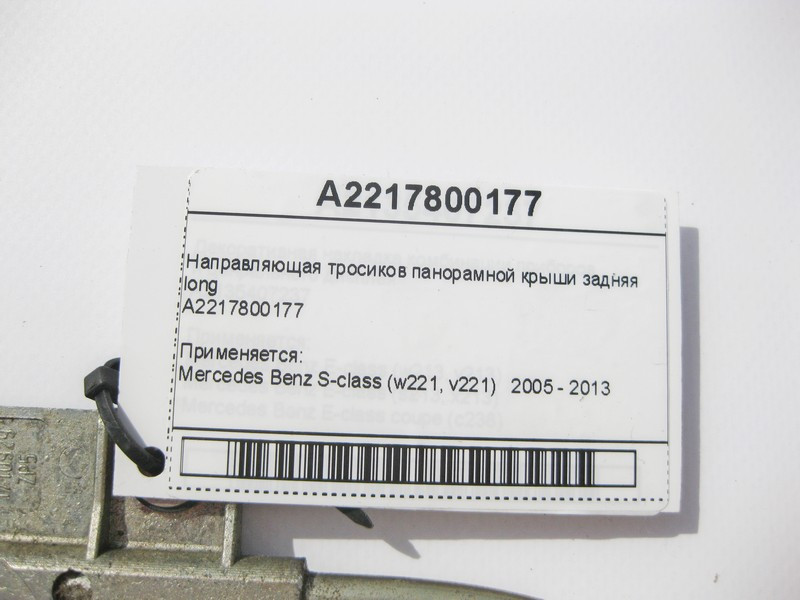 A2217800177
Направляющая тросиков панорамной крыши задняя
long
A2217800177
Применяется:
Mercedes Benz S-class (w221, v221) 2005 - 2013